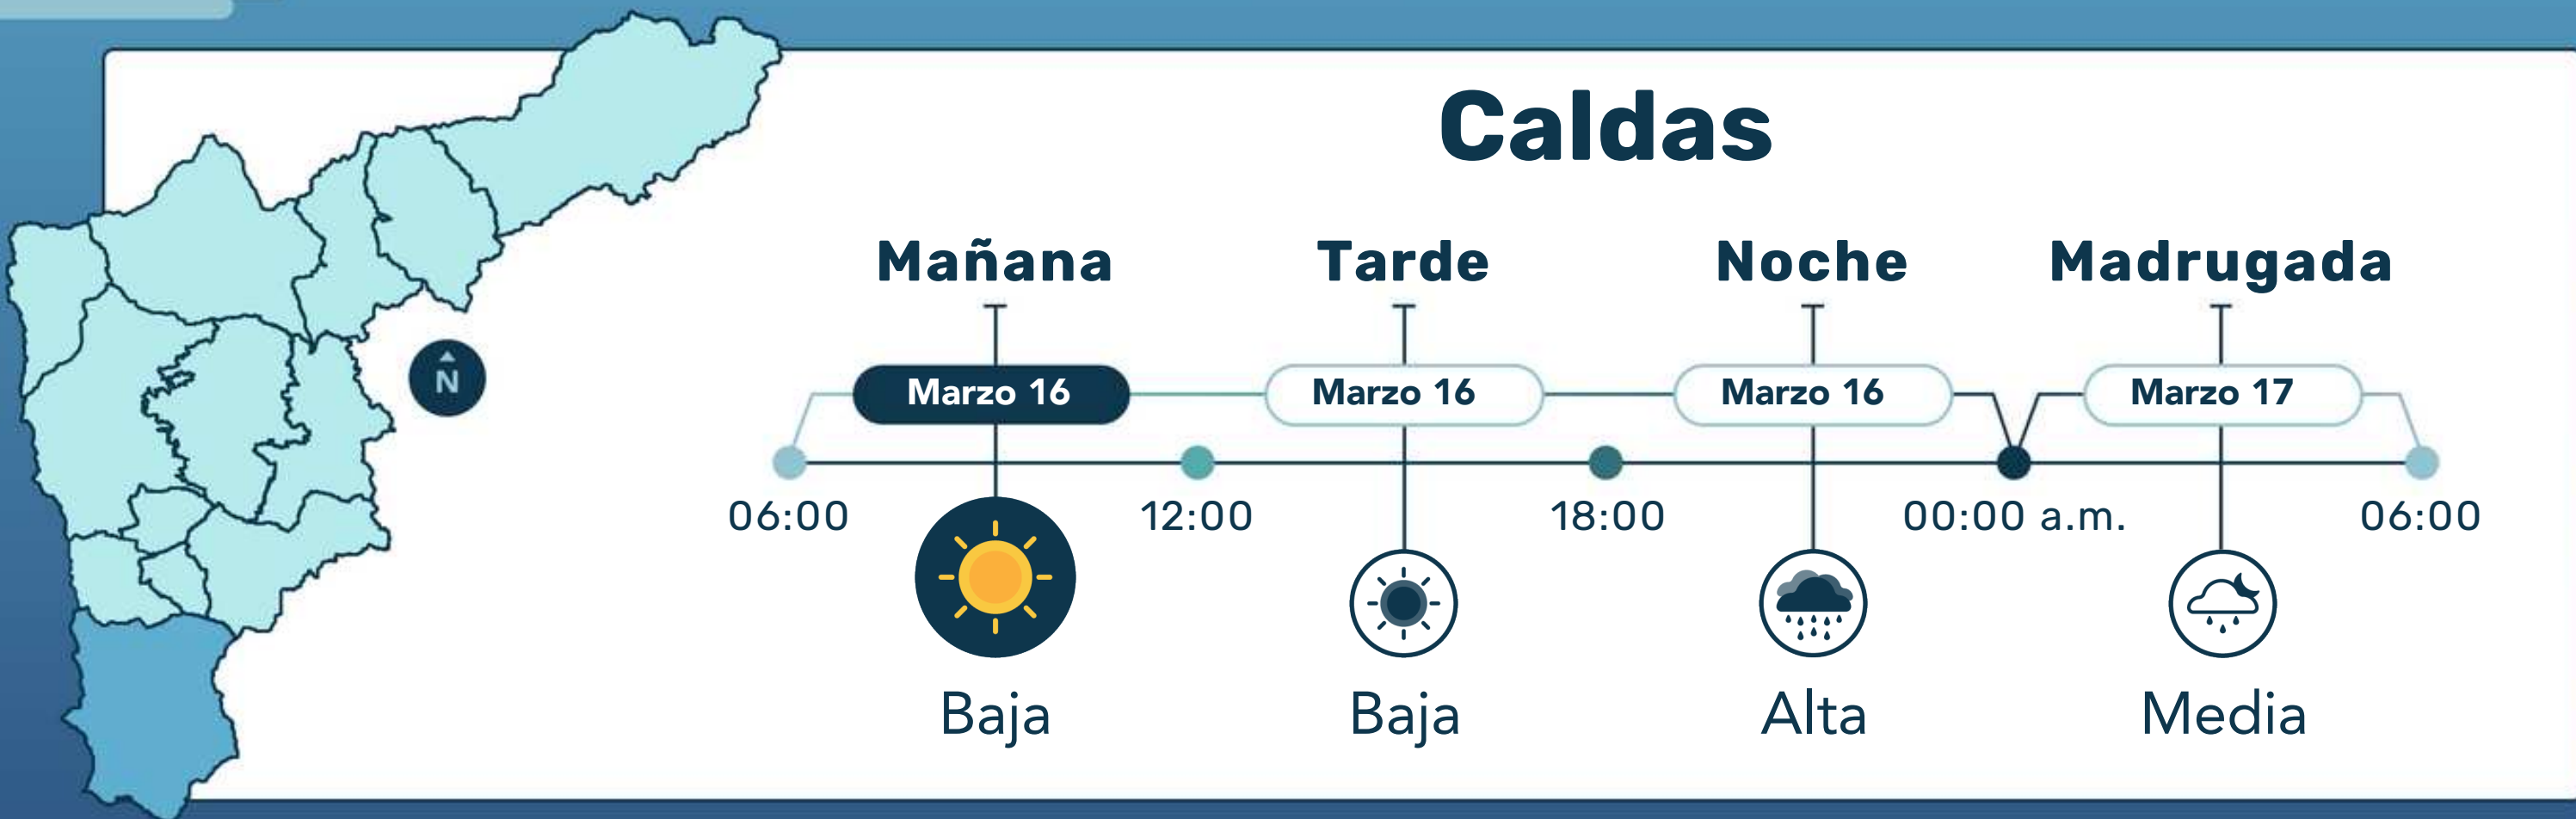 Caldas
Mañana Tarde Noche Madrugada
Marzo 16 Marzo 16 Marzo 16 Marzo 17
N
06:00 12:00 18:00 00:00 a.m. 06:00
Baja Baja Alta Media